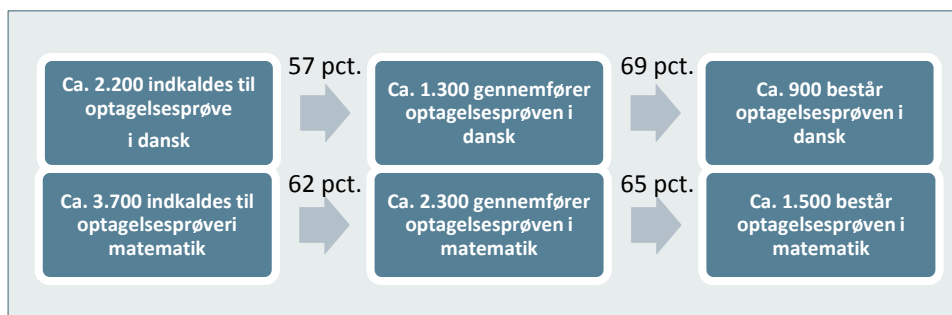 57 pct.
69 pct.
Ca. 2.200 indkaldes til
optagelsesprøve
i dansk
Ca. 1.300 gennemfører
optagelsesprøven i
dansk
Ca. 900 består
optagelsesprøven i
dansk
62 pct.
65 pct.
Ca. 3.700 indkaldes til
optagelsesprøveri
matematik
Ca. 2.300 gennemfører
optagelsesprøven i
matematik
Ca. 1.500 består
optagelsesprøven i
matematik